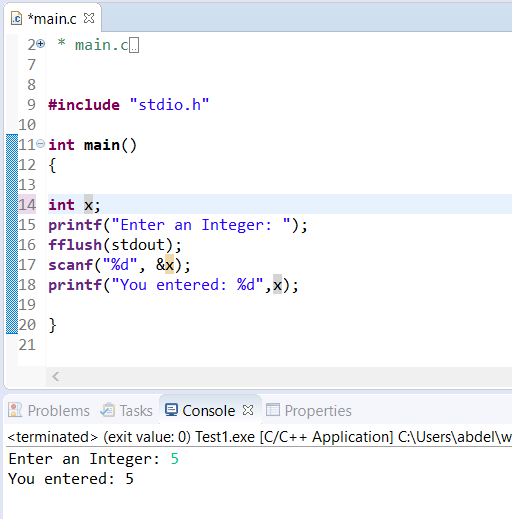 *main.c
2 * main.c
7
8
9 #include "stdio.h"
10
11 int main()
12 {
13
14 int x;
15 printf("Enter an Integer: ");
16 fflush(stdout);
17 scanf("%d", &x);
18 printf("You entered: %d",x);
19
20 }
21
Problems Tasks Console Properties
<terminated> (exit value: 0) Test1.exe [C/C++ Application] C:\Users\abdel\w
Enter an Integer: 5
You entered: 5